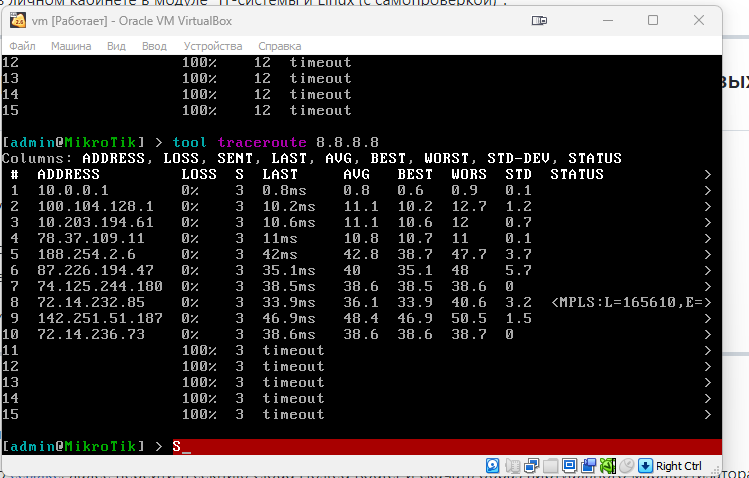 в личном кабинете в модуле "IT-системы и Linux (с самопроверкой)".
vm [Работает] - Oracle VM VirtualBox
Файл Машина Вид Ввод Устройства Справка
12 100% 12 timeout
13 100% 12 timeout
14 100% 12 timeout
15 100% 12 timeout
[admin@MikroTik] > tool traceroute 8.8.8.8
Columns: ADDRESS, LOSS, SENT, LAST, AVG, BEST, WORST, STD-DEV, STATUS
# ADDRESS LOSS S LAST AVG BEST WORS STD STATUS >
1 10.0.0.1 0% 3 0.8ms 0.8 0.6 0.9 0.1 >
2 100.104.128.1 0% 3 10.2ms 11.1 10.2 12.7 1.2 >
3 10.203.194.61 0% 3 10.6ms 11.1 10.6 12 0.7 >
4 78.37.109.11 0% 3 11ms 10.8 10.7 11 0.1 >
5 188.254.2.6 0% 3 42ms 42.8 38.7 47.7 3.7 >
6 87.226.194.47 0% 3 35.1ms 40 35.1 48 5.7 >
7 74.125.244.180 0% 3 38.5ms 38.6 38.5 38.6 0 >
8 72.14.232.85 0% 3 33.9ms 36.1 33.9 40.6 3.2 <MPLS:L=165610,E=>
9 142.251.51.187 0% 3 46.9ms 48.4 46.9 50.5 1.5 >
10 72.14.236.73 0% 3 38.6ms 38.6 38.6 38.7 0 >
11 100% 3 timeout >
12 100% 3 timeout >
13 100% 3 timeout >
14 100% 3 timeout >
15 100% 3 timeout >
[admin@MikroTik] > S_
Right Ctrl